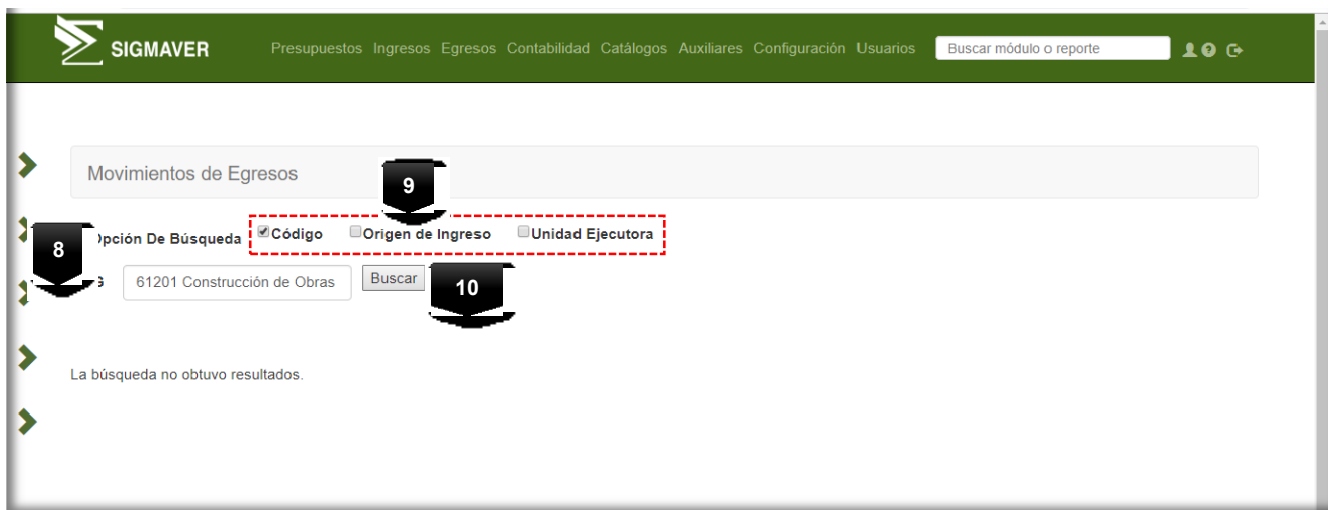 SIGMAVER Presupuestos Ingresos Egresos Contabilidad Catálogos Auxiliares Configuración Usuarios Buscar módulo o reporte
Movimientos de Egresos
9
8 pción De Búsqueda Código Origen de Ingreso Unidad Ejecutora
61201 Construcción de Obras Buscar 10
La búsqueda no obtuvo resultados.